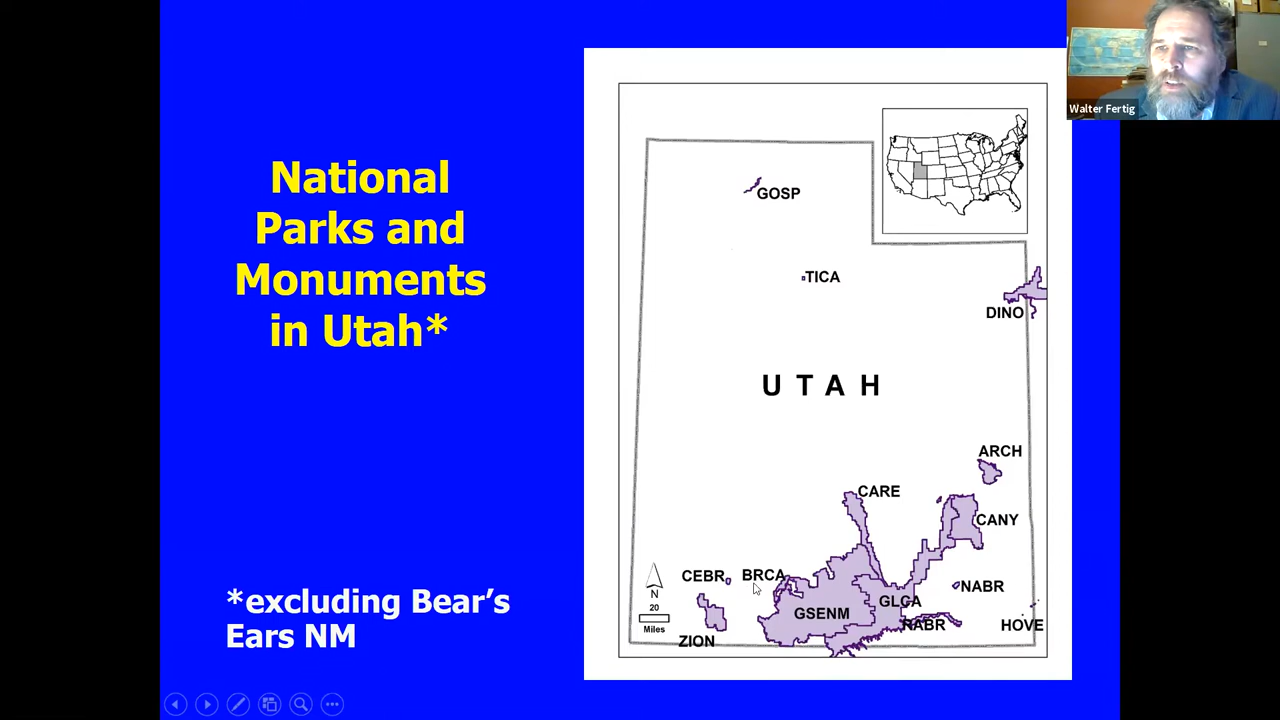 National
Parks and
Monuments
in Utah*
*excluding Bear's
Ears NM
GOSP
TICA
DINO
UTAH
ARCH
CARE
CANY
CEBR
BRCA
NABR
GSENM
GLCA
RABR
HOVE
ZION
N
20
Miles
Walter Fertig